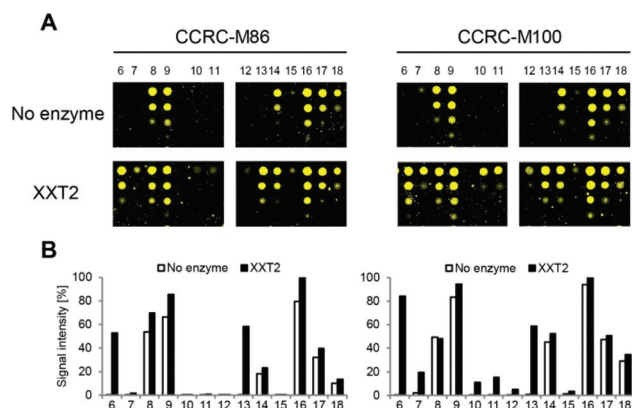 A
CCRC-M86 CCRC-M100
6 7 8 9 10 11 12 13 14 15 16 17 18 6 7 8 9 10 11 12 13 14 15 16 17 18
No enzyme
XXT2
B
No enzyme XXT2 No enzyme XXT2
Signal intensity [%]
100 100
80 80
60 60
40 40
20 20
0 0
6 7 8 9 10 11 12 13 14 15 16 17 18 6 7 8 9 10 11 12 13 14 15 16 17 18